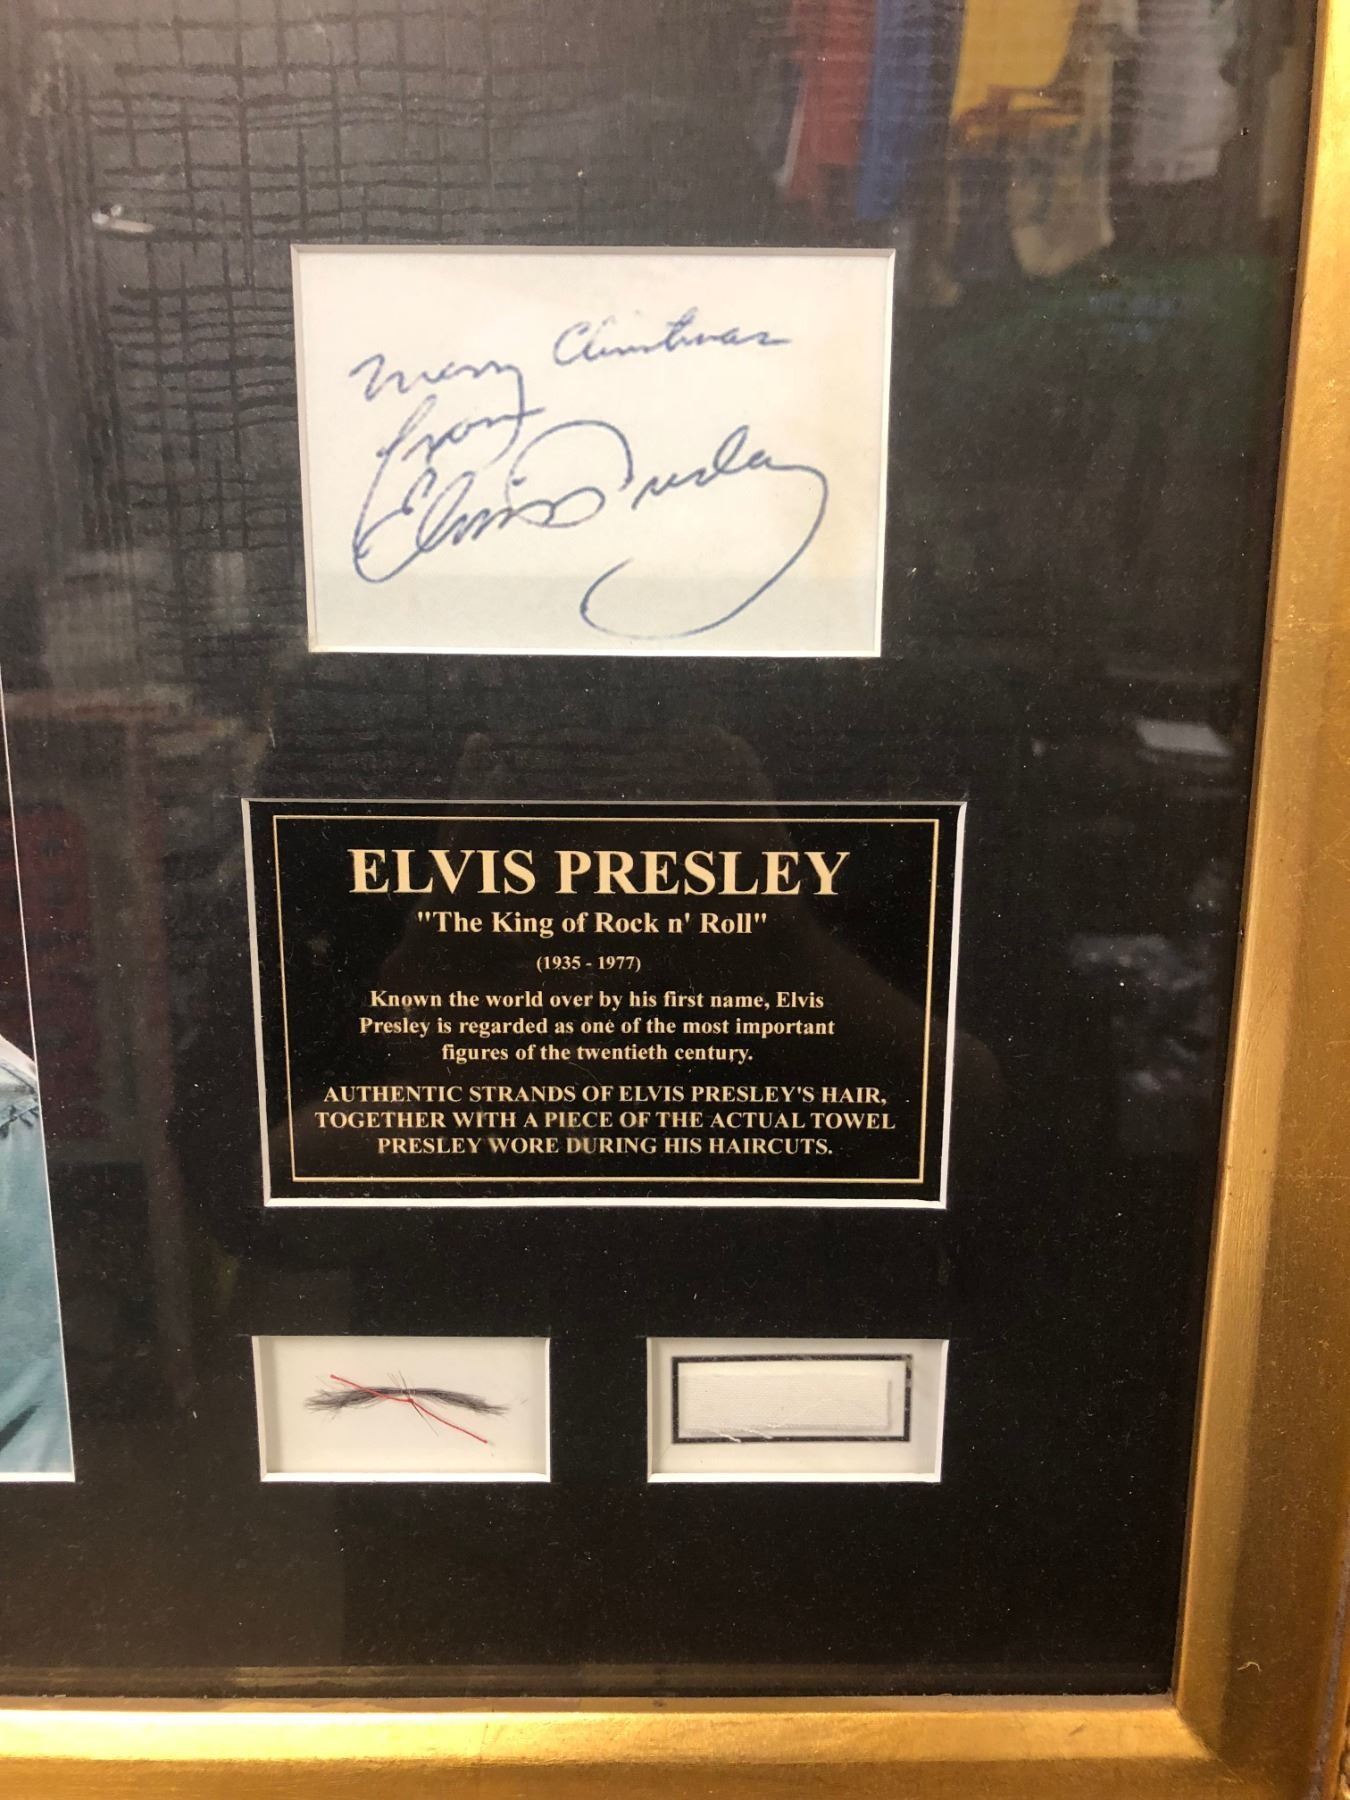 Merry Christmas
from
Elvis Presley
ELVIS PRESLEY
"The King of Rock n' Roll"
(1935 - 1977)
Known the world over by his first name, Elvis
Presley is regarded as one of the most important
figures of the twentieth century.
AUTHENTIC STRANDS OF ELVIS PRESLEY'S HAIR,
TOGETHER WITH A PIECE OF THE ACTUAL TOWEL
PRESLEY WORE DURING HIS HAIRCUTS.